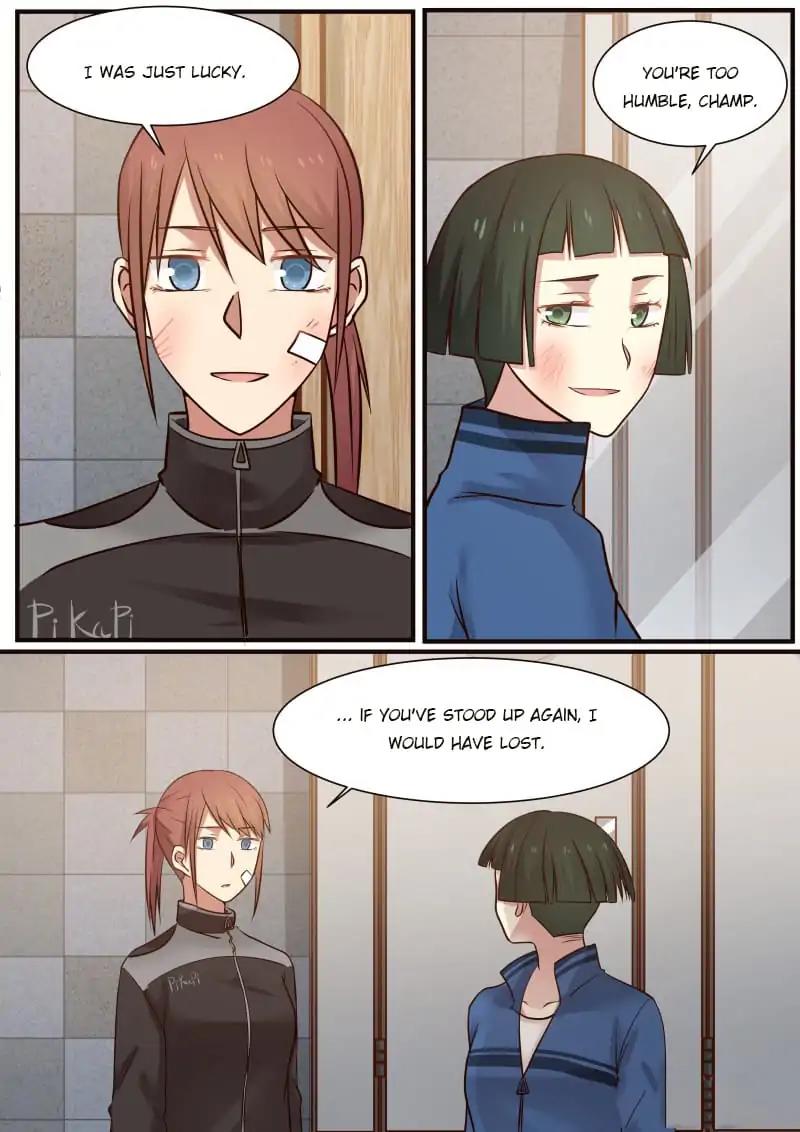 I WAS JUST LUCKY.
YOU'RE TOO
HUMBLE, CHAMP.
PiKaPi
... IF YOU'VE STOOD UP AGAIN, I
WOULD HAVE LOST.
PiKaPi